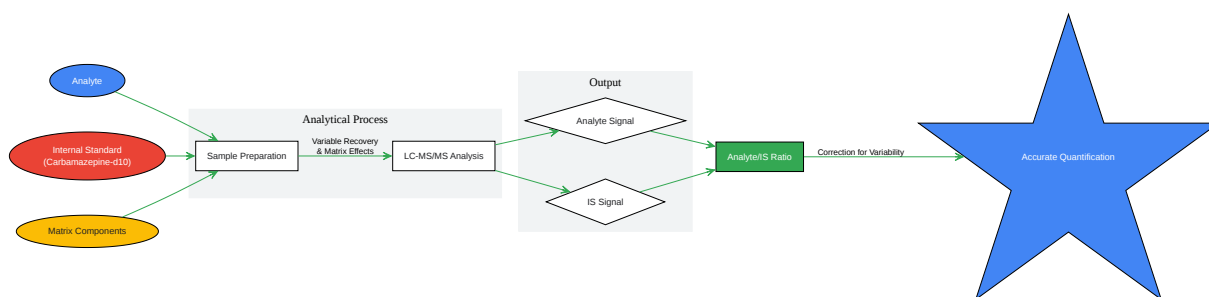 Analyte
Internal Standard
(Carbamazepine-d10)
Matrix Components
Analytical Process
Sample Preparation
Variable Recovery
& Matrix Effects
LC-MS/MS Analysis
Output
Analyte Signal
IS Signal
Analyte/IS Ratio
Correction for Variability
Accurate Quantification